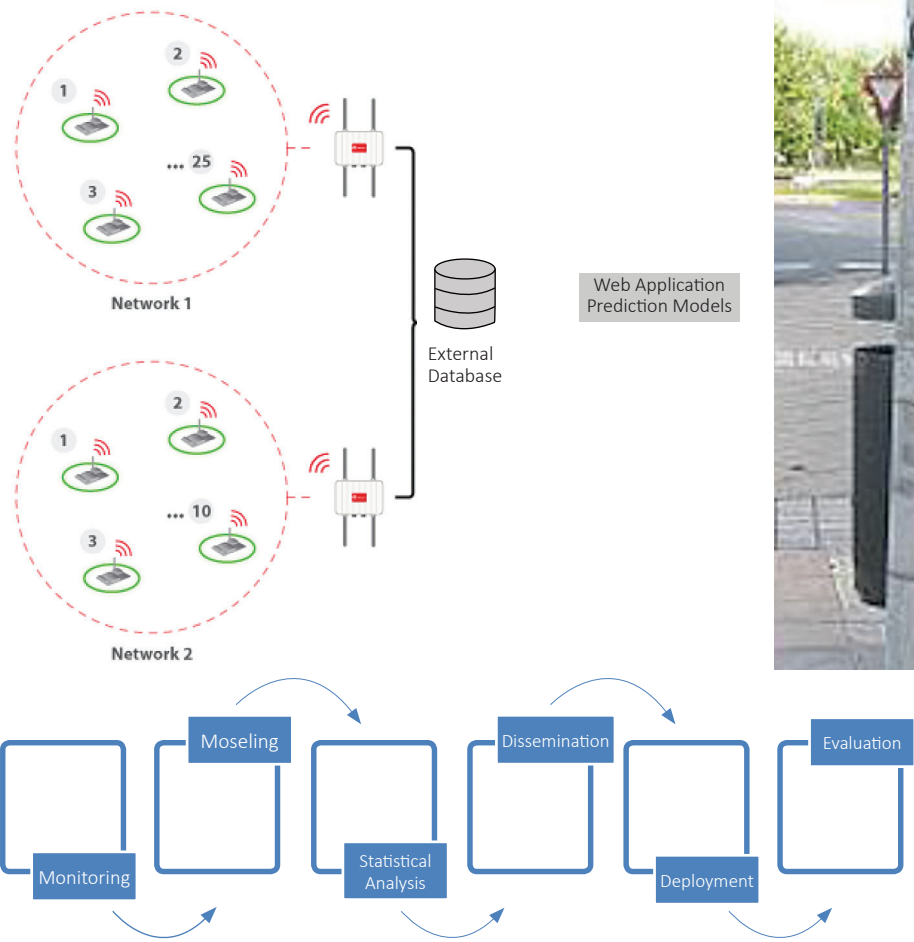 1
2
3
... 25
Network 1
External
Database
Web Application
Prediction Models
1
2
3
... 10
Network 2
Moseling
Dissemination
Evaluation
Monitoring
Statistical
Analysis
Deployment